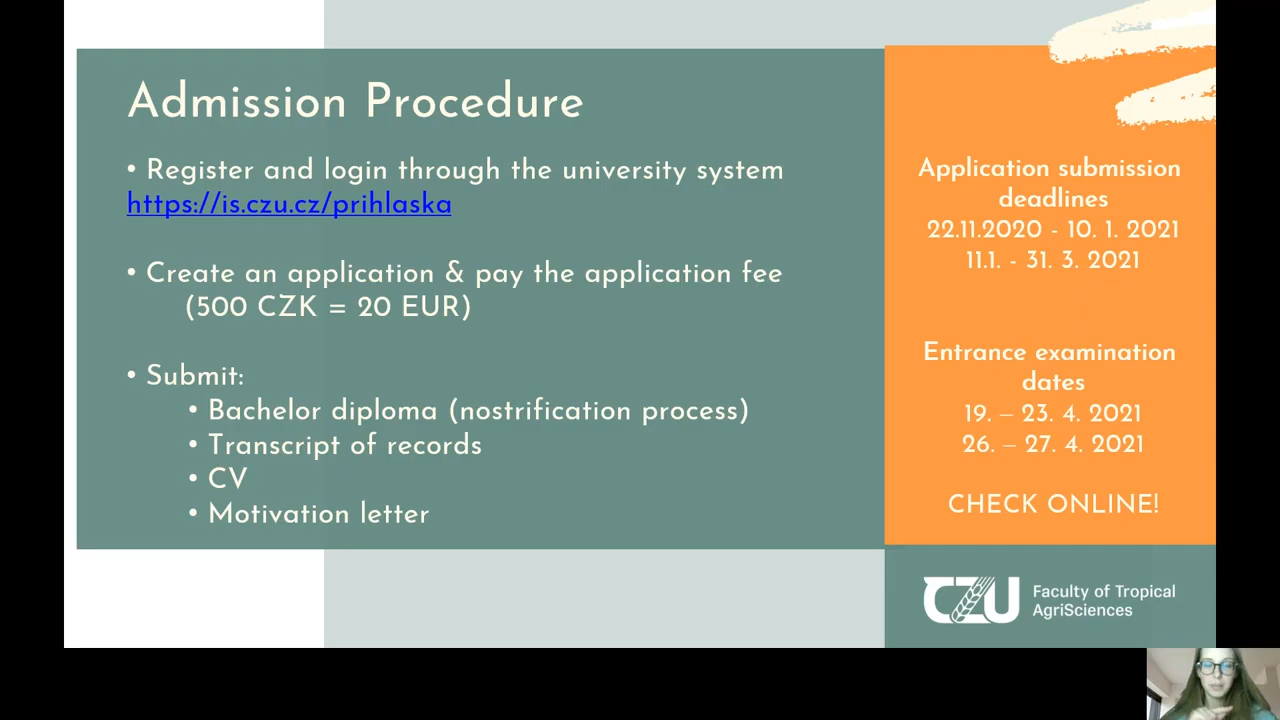 Admission Procedure
• Register and login through the university system
https://is.czu.cz/prihlaska
• Create an application & pay the application fee
(500 CZK = 20 EUR)
• Submit:
• Bachelor diploma (nostrification process)
• Transcript of records
• CV
• Motivation letter
Application submission
deadlines
22.11.2020 - 10. 1. 2021
11.1. - 31. 3. 2021
Entrance examination
dates
19. – 23. 4. 2021
26. – 27. 4. 2021
CHECK ONLINE!
CZU
Faculty of Tropical
AgriSciences